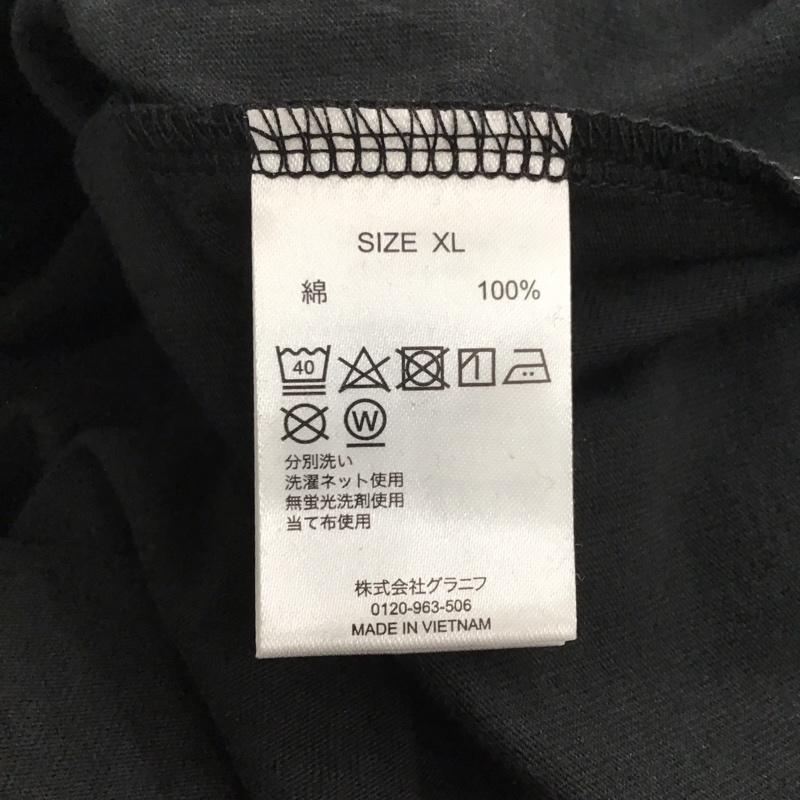 SIZE XL
綿 100%
40
W
分別洗い
洗濯ネット使用
無蛍光洗剤使用
当て布使用
株式会社グラニフ
0120-963-506
MADE IN VIETNAM